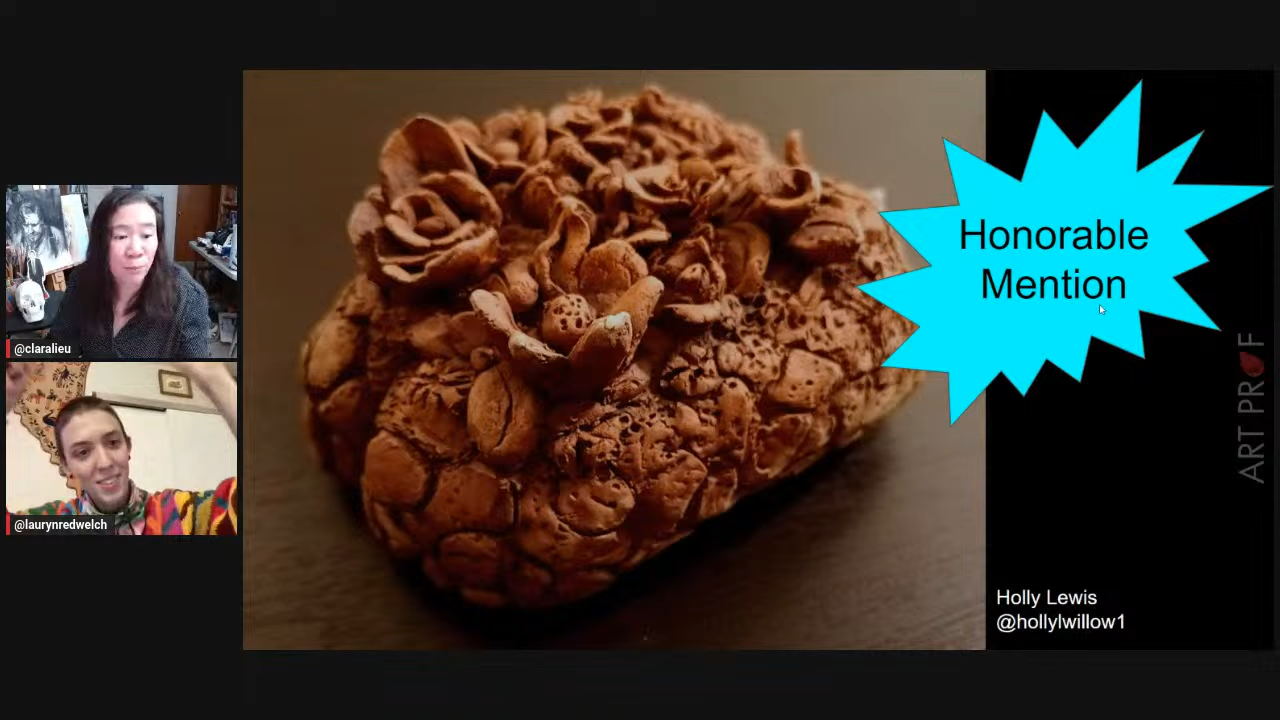 Honorable
Mention
@claralieu
@laurynredwelch
ART PROF
Holly Lewis
@hollylwillow1